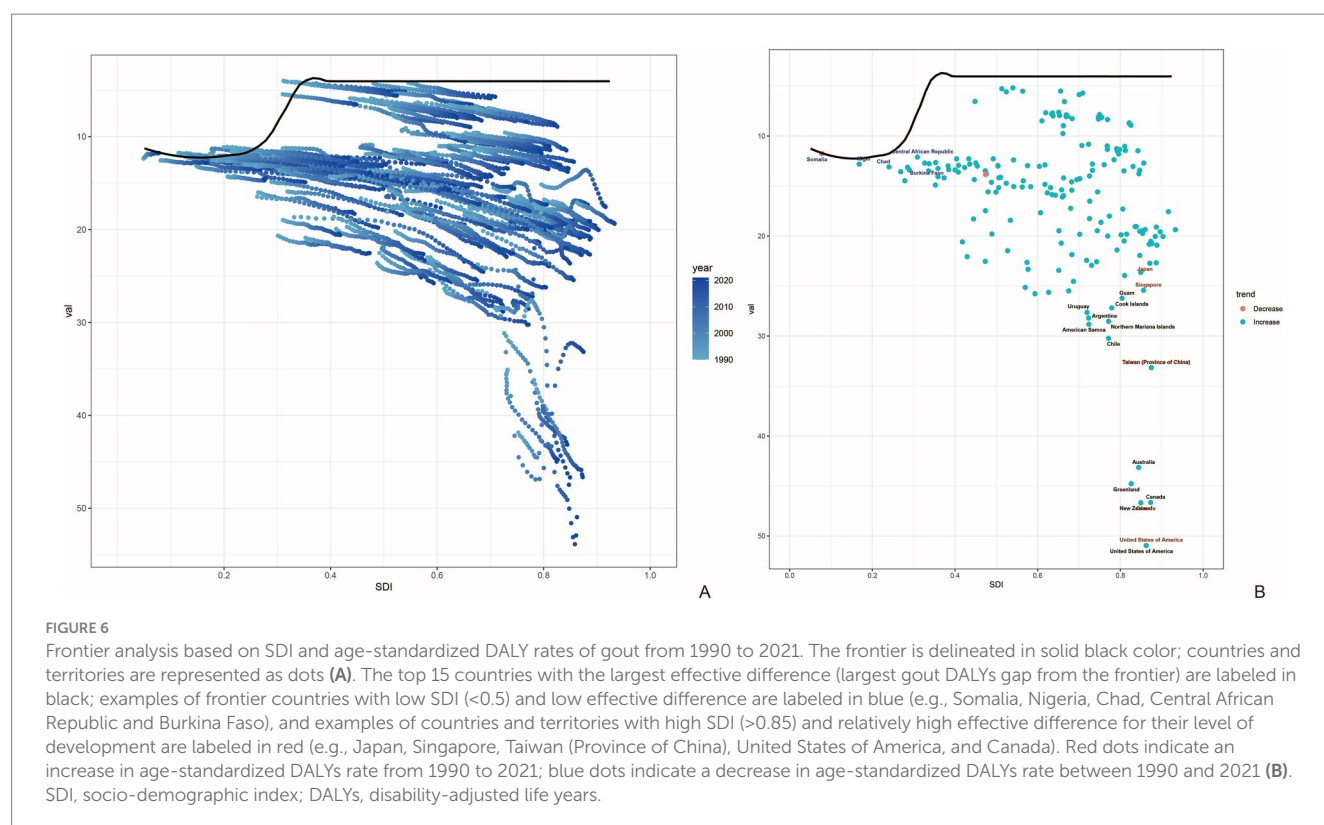 10
20
30
40
50
val
0.2
0.4
0.6
0.8
1.0
SDI
year
2020
2010
2000
1990
A
10
20
30
40
50
val
Somalia
Chad
Central African Republic
Burkina Faso
Japan
Singapore
Guam
Cook Islands
Uruguay
Argentina
American Samoa
Northern Mariana Islands
Chile
Taiwan (Province of China)
Australia
Greenland
Canada
New Zealand
United States of America
United States of America
0.0
0.2
0.4
0.6
0.8
1.0
SDI
trend
Decrease
Increase
B
FIGURE 6
Frontier analysis based on SDI and age-standardized DALY rates of gout from 1990 to 2021. The frontier is delineated in solid black color; countries and
territories are represented as dots (A). The top 15 countries with the largest effective difference (largest gout DALYs gap from the frontier) are labeled in
black; examples of frontier countries with low SDI (<0.5) and low effective difference are labeled in blue (e.g., Somalia, Nigeria, Chad, Central African
Republic and Burkina Faso), and examples of countries and territories with high SDI (>0.85) and relatively high effective difference for their level of
development are labeled in red (e.g., Japan, Singapore, Taiwan (Province of China), United States of America, and Canada). Red dots indicate an
increase in age-standardized DALYs rate from 1990 to 2021; blue dots indicate a decrease in age-standardized DALYs rate between 1990 and 2021 (B).
SDI, socio-demographic index; DALYs, disability-adjusted life years.